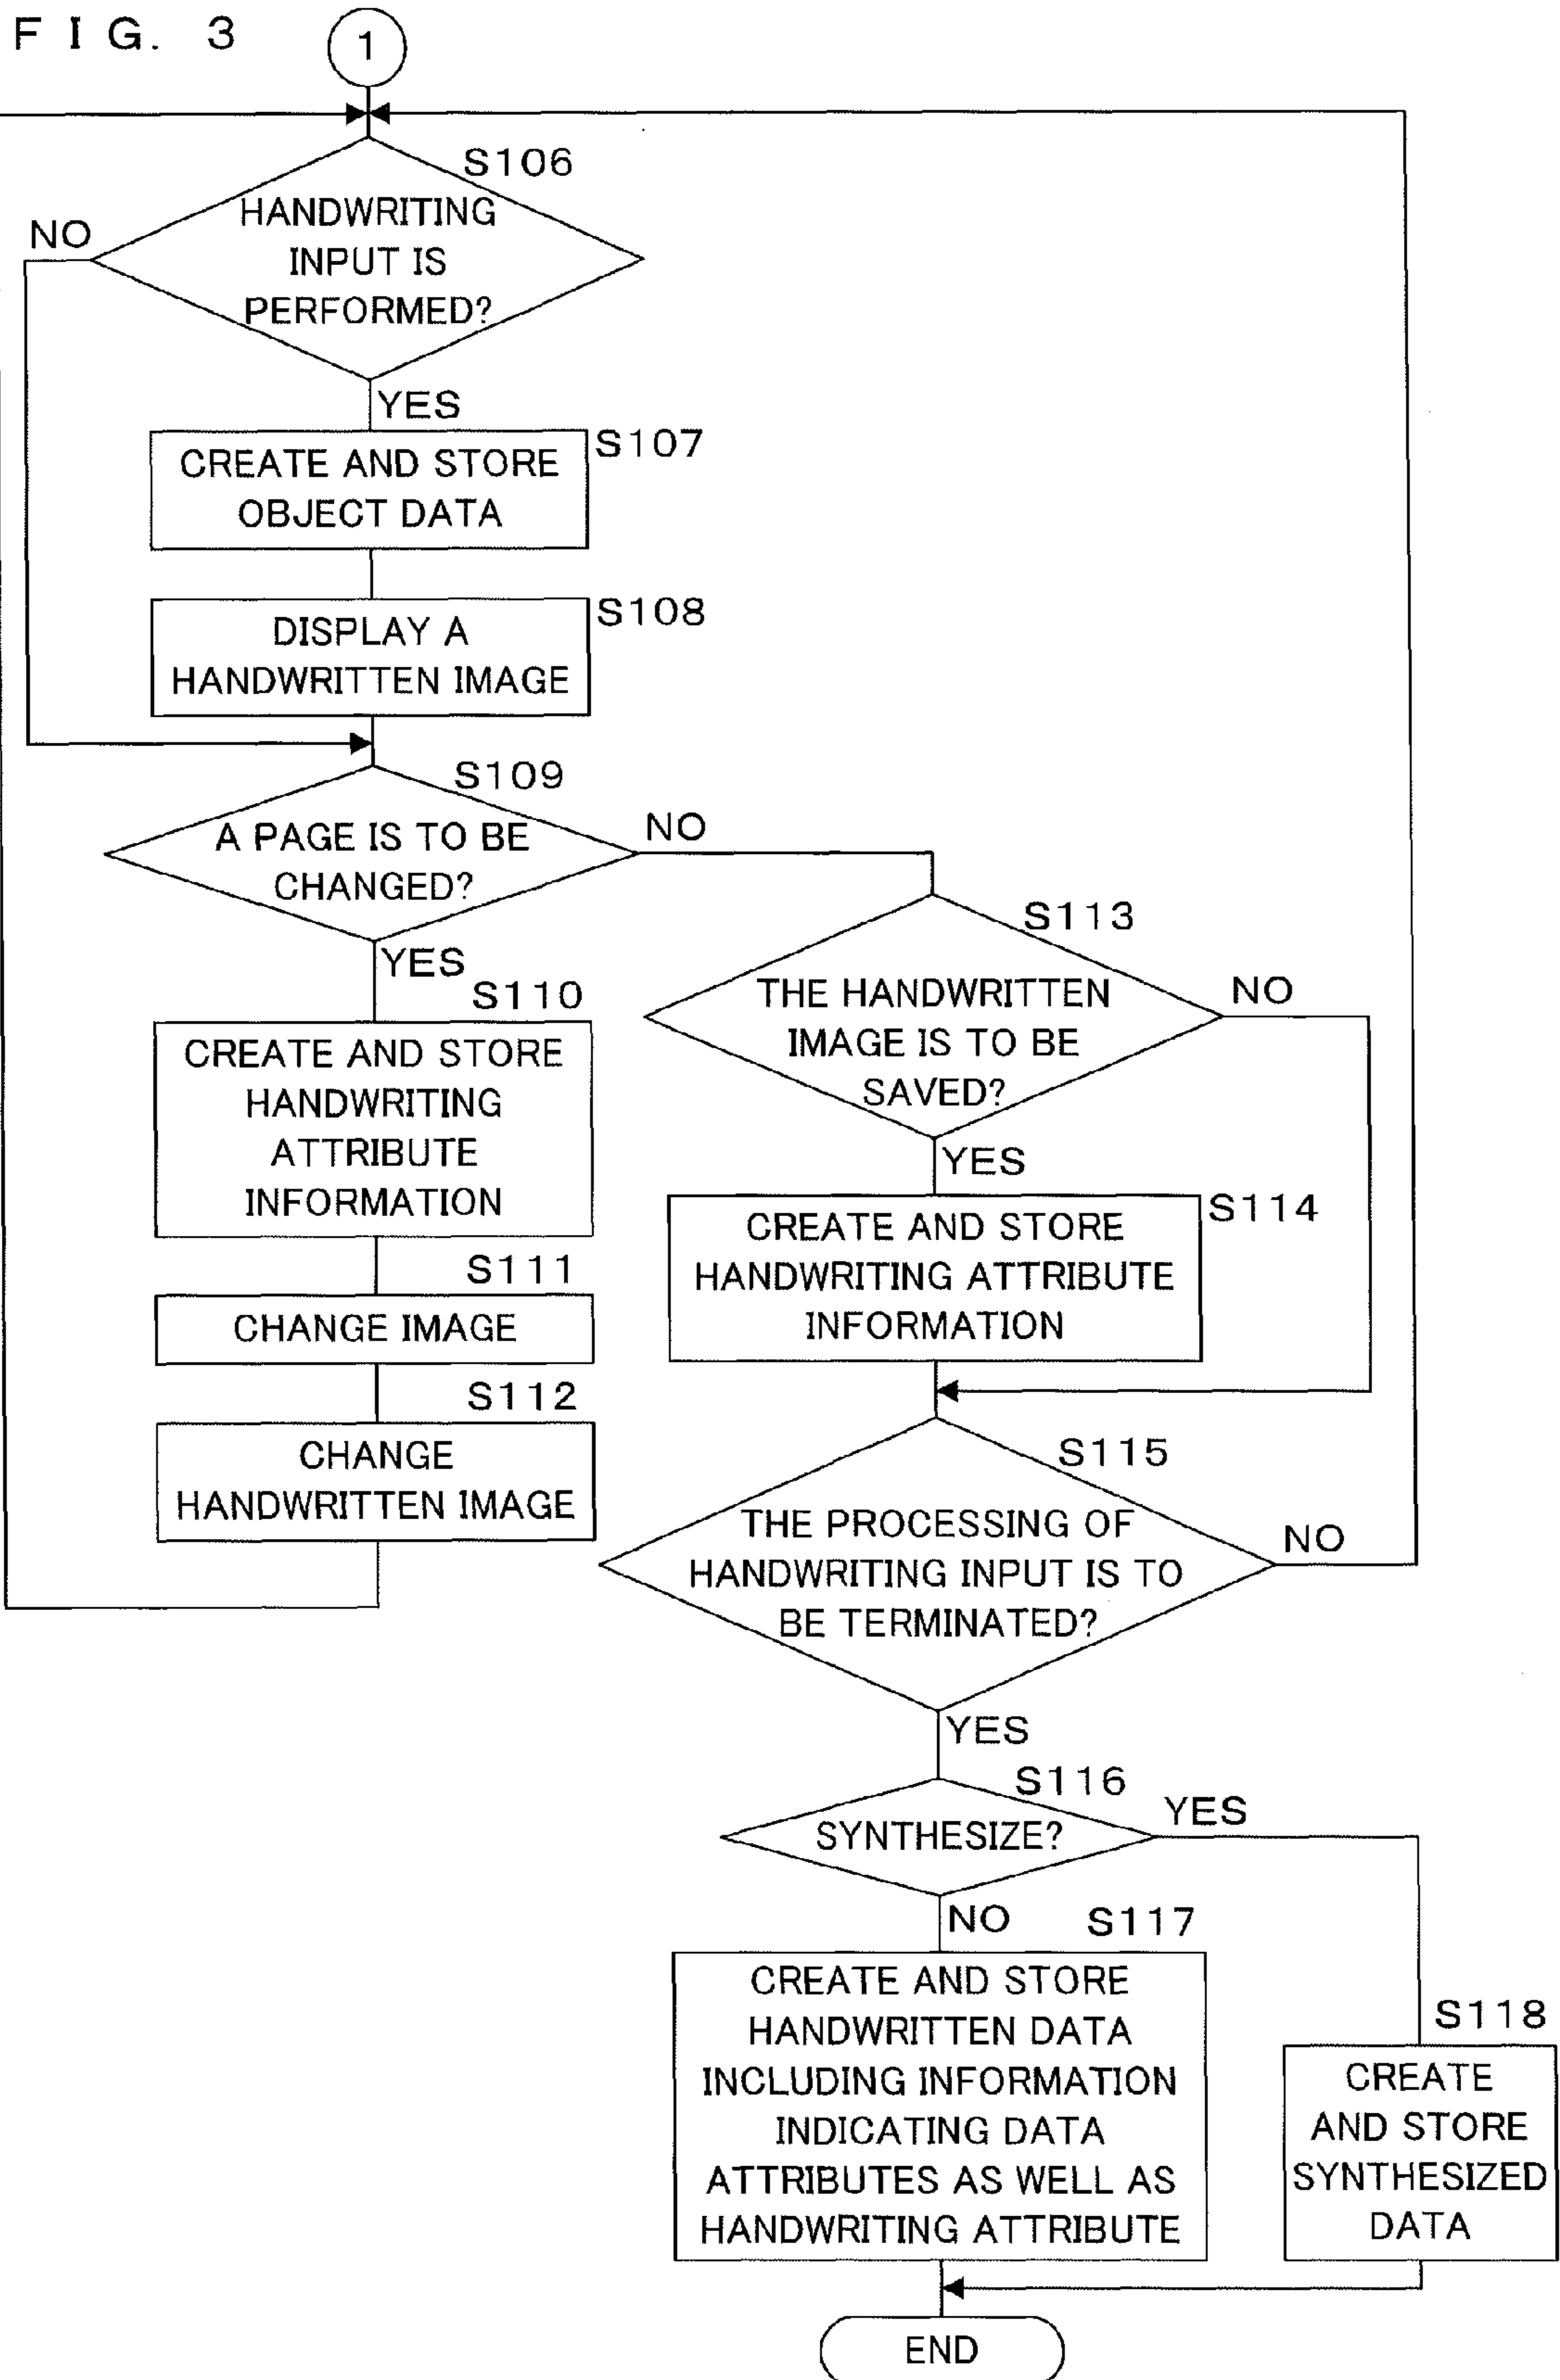 FIG. 3
1
S106
HANDWRITING
INPUT IS
PERFORMED?
NO
YES
S107
CREATE AND STORE
OBJECT DATA
S108
DISPLAY A
HANDWRITTEN IMAGE
S109
A PAGE IS TO BE
CHANGED?
NO
YES
S110
CREATE AND STORE
HANDWRITING
ATTRIBUTE
INFORMATION
S111
CHANGE IMAGE
S112
CHANGE
HANDWRITTEN IMAGE
S113
THE HANDWRITTEN
IMAGE IS TO BE
SAVED?
NO
YES
S114
CREATE AND STORE
HANDWRITING ATTRIBUTE
INFORMATION
S115
THE PROCESSING OF
HANDWRITING INPUT IS TO
BE TERMINATED?
NO
YES
S116
SYNTHESIZE?
YES
NO
S117
CREATE AND STORE
HANDWRITTEN DATA
INCLUDING INFORMATION
INDICATING DATA
ATTRIBUTES AS WELL AS
HANDWRITING ATTRIBUTE
S118
CREATE
AND STORE
SYNTHESIZED
DATA
END